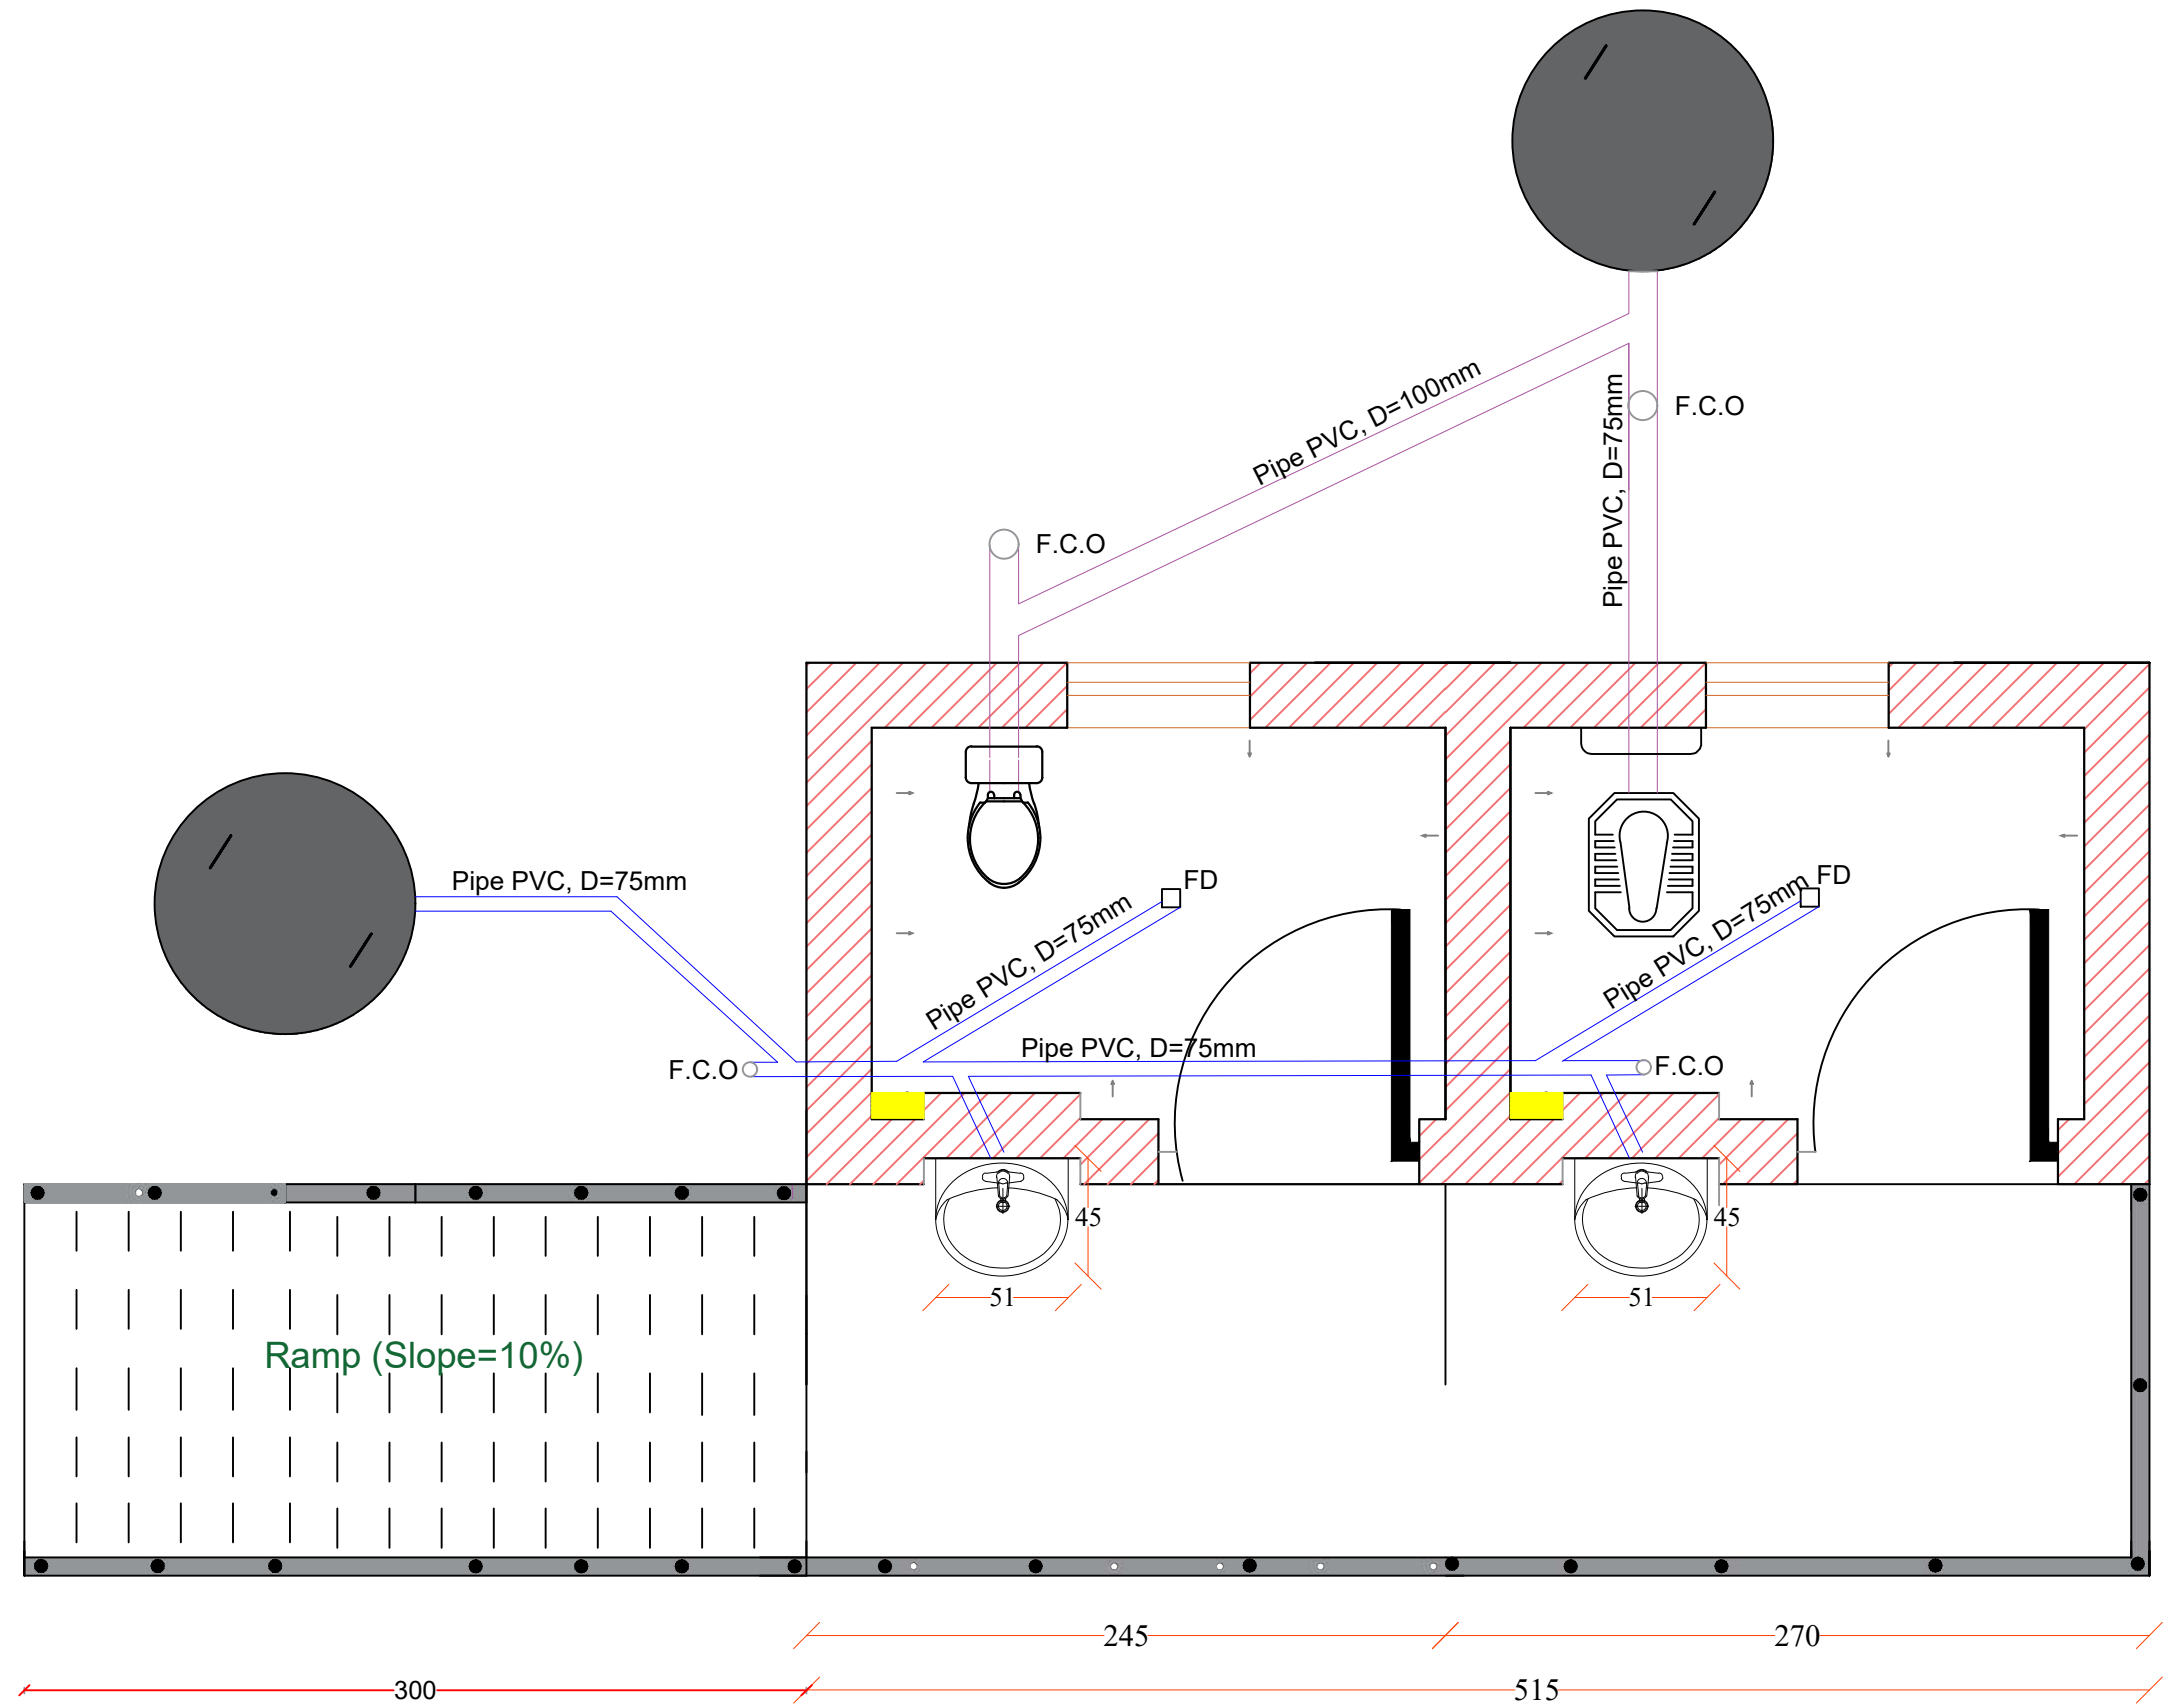 Pipe PVC, D=100mm
Pipe PVC, D=75mm
F.C.O
F.C.O
Pipe PVC, D=75mm
FD
FD
Pipe PVC, D=75mm
Pipe PVC, D=75mm
Pipe PVC, D=75mm
F.C.O
F.C.O
45
45
51
51
Ramp (Slope=10%)
245
270
300
515